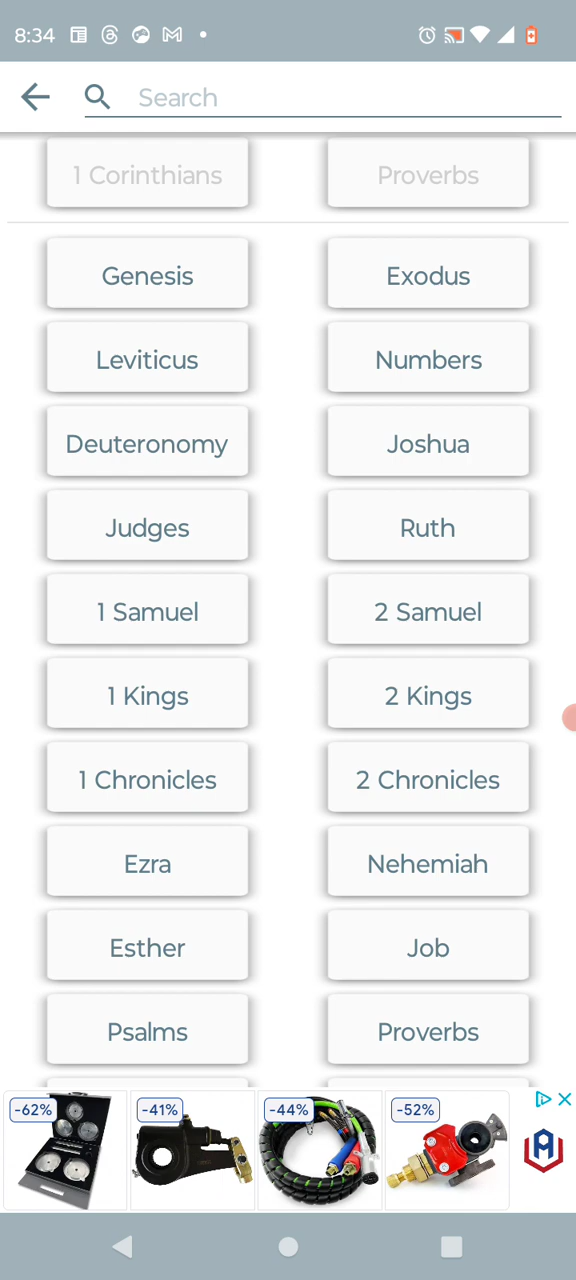 8:34
Search
1 Corinthians Proverbs
Genesis Exodus
Leviticus Numbers
Deuteronomy Joshua
Judges Ruth
1 Samuel 2 Samuel
1 Kings 2 Kings
1 Chronicles 2 Chronicles
Ezra Nehemiah
Esther Job
Psalms Proverbs
-62% -41% -44% -52%